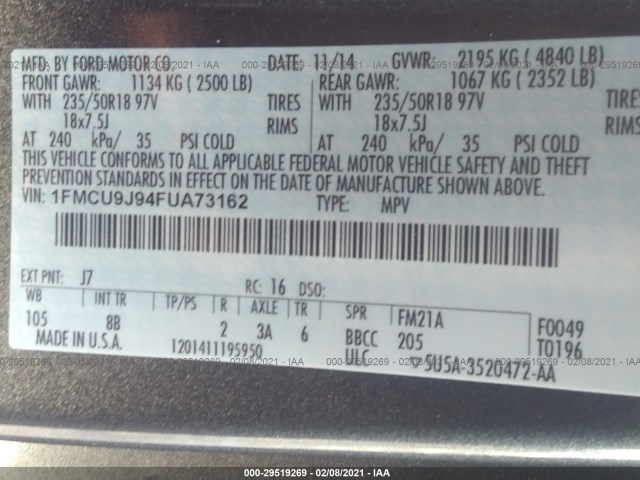 MFD. BY FORD MOTOR CO. DATE: 11/14 GVWR: 2195 KG ( 4840 LB)
FRONT GAWR: 1134 KG ( 2500 LB) REAR GAWR: 1067 KG ( 2352 LB)
WITH 235/50R18 97V TIRES WITH 235/50R18 97V TIRES
18x7.5J RIMS 18x7.5J RIMS
AT 240 kPa/ 35 PSI COLD AT 240 kPa/ 35 PSI COLD
THIS VEHICLE CONFORMS TO ALL APPLICABLE FEDERAL MOTOR VEHICLE SAFETY AND THEFT
PREVENTION STANDARDS IN EFFECT ON THE DATE OF MANUFACTURE SHOWN ABOVE.
VIN: 1FMCU9J94FUA73162 TYPE: MPV
EXT PNT: J7 RC: 16 DSO:
WB INT TR TP/PS R AXLE TR SPR FM21A F0049
105 8B 2 3A 6 BBCC 205 T0196
MADE IN U.S.A. 1201411195950 ULC 5U5A-3520472-AA
000-29519269 - 02/08/2021 - IAA